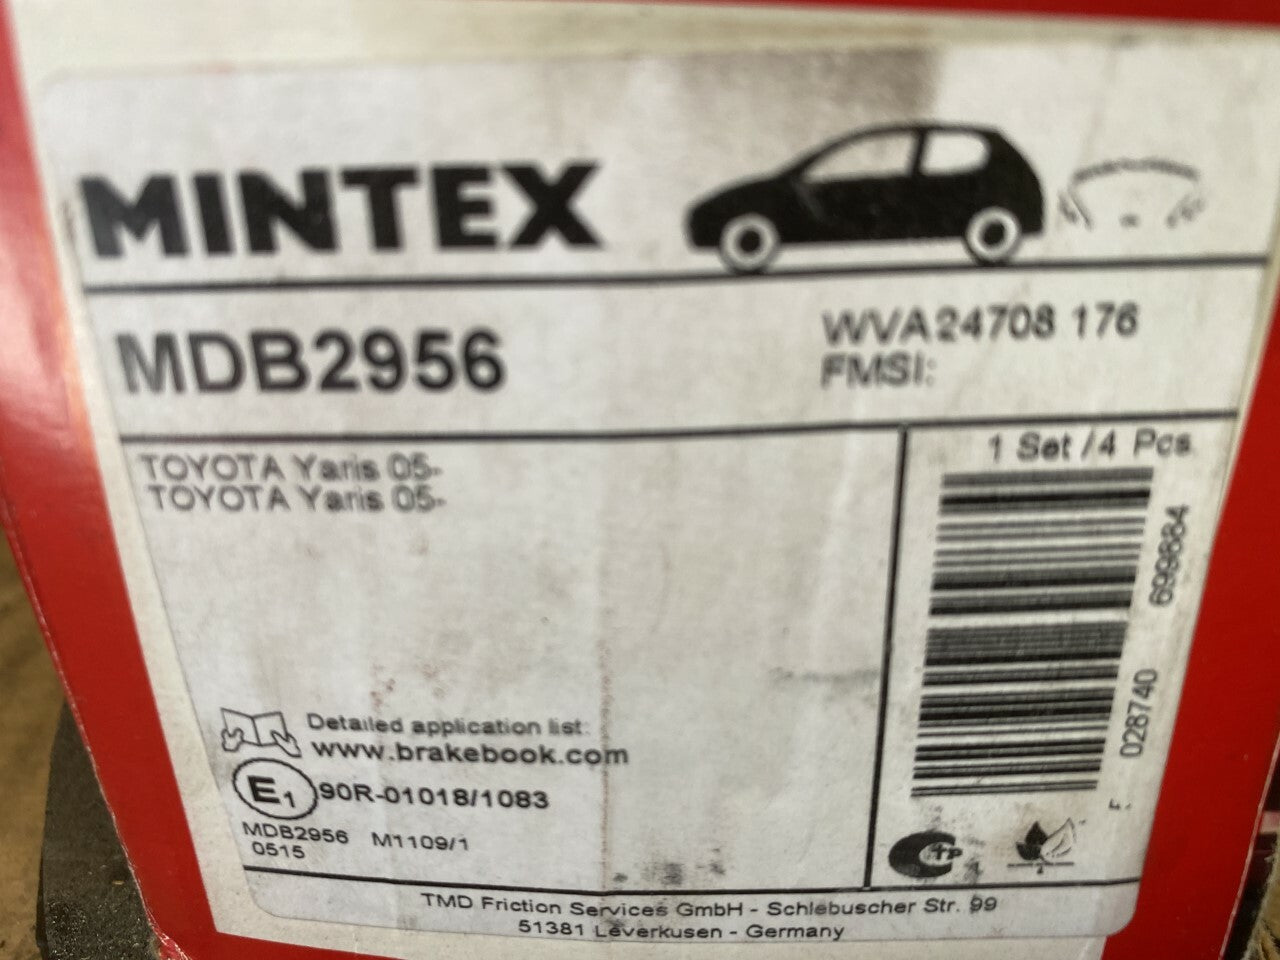 MINTEX
MDB2956
WVA24708 176
FMSI:
TOYOTA Yaris 05-
TOYOTA Yaris 05-
1 Set / 4 Pcs
028740
Detailed application list:
www.brakebook.com
E1 90R-01018/1083
MDB2956 M1109/1
0515
TMD Friction Services GmbH - Schlebuscher Str. 99
51381 Leverkusen - Germany